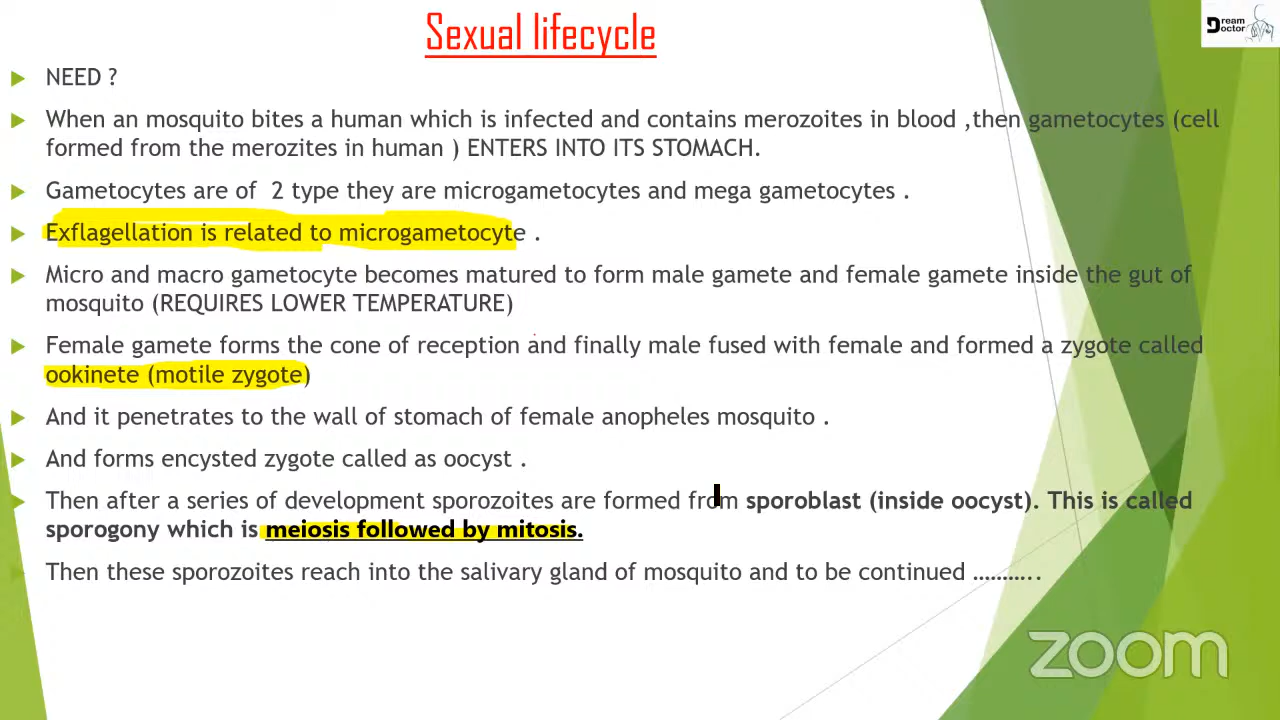 Sexual lifecycle
Dream
Doctor
NEED ?
When an mosquito bites a human which is infected and contains merozoites in blood ,then gametocytes (cell
formed from the merozites in human ) ENTERS INTO ITS STOMACH.
Gametocytes are of 2 type they are microgametocytes and mega gametocytes .
Exflagellation is related to microgametocyte .
Micro and macro gametocyte becomes matured to form male gamete and female gamete inside the gut of
mosquito (REQUIRES LOWER TEMPERATURE)
Female gamete forms the cone of reception and finally male fused with female and formed a zygote called
ookinete (motile zygote)
And it penetrates to the wall of stomach of female anopheles mosquito .
And forms encysted zygote called as oocyst .
Then after a series of development sporozoites are formed from sporoblast (inside oocyst). This is called
sporogony which is meiosis followed by mitosis.
Then these sporozoites reach into the salivary gland of mosquito and to be continued ………..
zoom